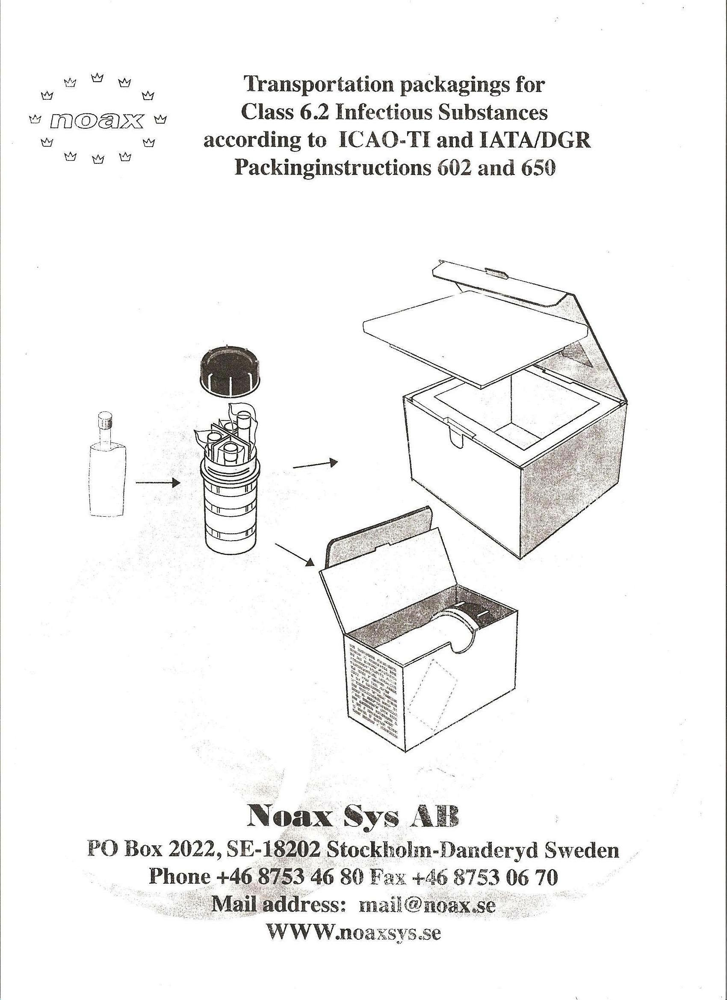 noax
Transportation packagings for
Class 6.2 Infectious Substances
according to ICAO-TI and IATA/DGR
Packinginstructions 602 and 650
Noax Sys AB
PO Box 2022, SE-18202 Stockholm-Danderyd Sweden
Phone +46 8753 46 80 Fax +46 8753 06 70
Mail address: mail@noax.se
WWW.noaxsys.se